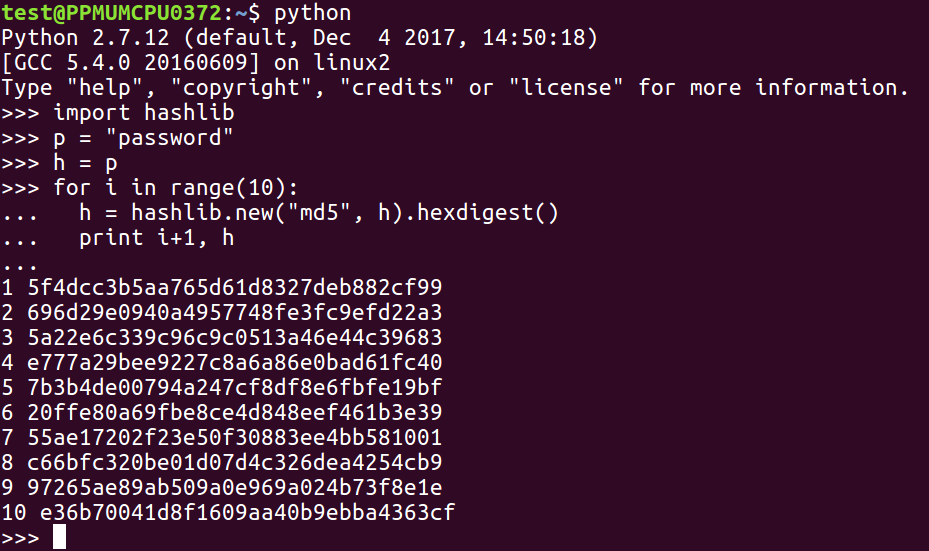 test@PPMUMCPU0372:~$ python
Python 2.7.12 (default, Dec  4 2017, 14:50:18)
[GCC 5.4.0 20160609] on linux2
Type "help", "copyright", "credits" or "license" for more information.
>>> import hashlib
>>> p = "password"
>>> h = p
>>> for i in range(10):
...   h = hashlib.new("md5", h).hexdigest()
...   print i+1, h
...
1 5f4dcc3b5aa765d61d8327deb882cf99
2 696d29e0940a4957748fe3fc9efd22a3
3 5a22e6c339c96c9c0513a46e44c39683
4 e777a29bee9227c8a6a86e0bad61fc40
5 7b3b4de00794a247cf8df8e6fbfe19bf
6 20ffe80a69fbe8ce4d848eef461b3e39
7 55ae17202f23e50f30883ee4bb581001
8 c66bfc320be01d07d4c326dea4254cb9
9 97265ae89ab509a0e969a024b73f8e1e
10 e36b70041d8f1609aa40b9ebba4363cf
>>>